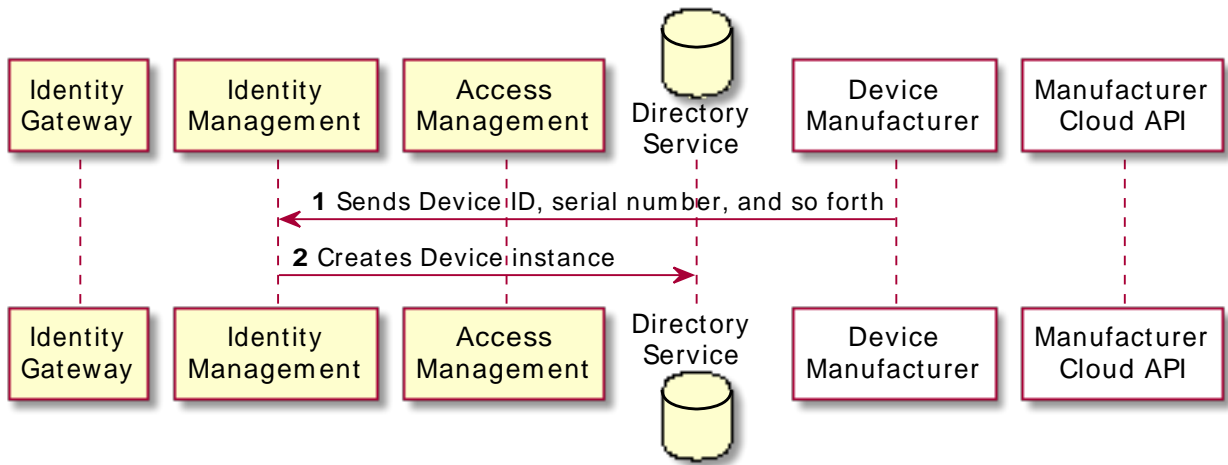 Identity
Gateway
Identity
Management
Access
Management
Directory
Service
Device
Manufacturer
Manufacturer
Cloud API
1 Sends Device ID, serial number, and so forth
2 Creates Device instance
Identity
Gateway
Identity
Management
Access
Management
Directory
Service
Device
Manufacturer
Manufacturer
Cloud API